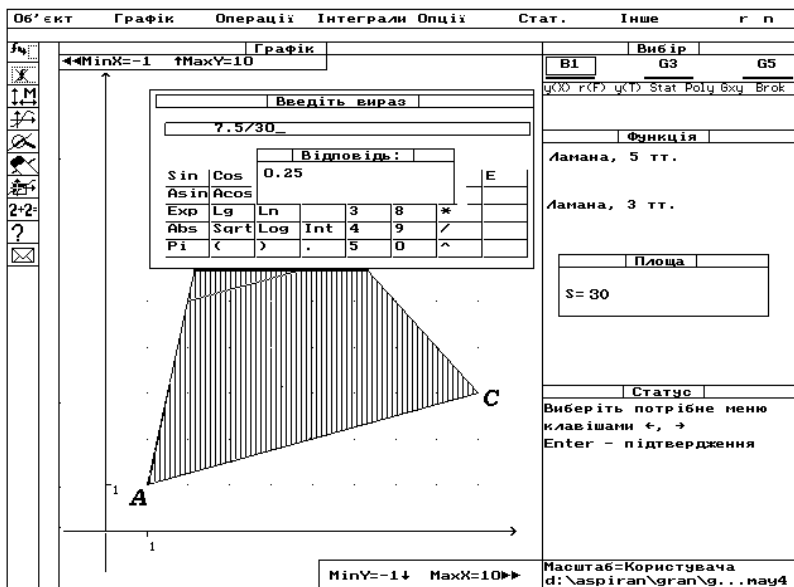 Об'єкт Графік Операції Інтеграли Опції Стат. Інше r n
Графік
◄◄MinX=-1 ↑MaxY=10
Введіть вираз
7.5/30_
Відповідь:
0.25
Sin Cos E
Asin Acos
Exp Lg Ln 3 8 *
Abs Sqrt Log Int 4 9 /
Pi ( ) . 5 0 ^
M
2+2=
?
C
A
1
1
MinY=-1↓ MaxX=10►►
Вибір
B1 G3 G5
y(X) r(F) y(T) Stat Poly Gxy Brok
Функція
Ламана, 5 тт.
Ламана, 3 тт.
Площа
S= 30
Статус
Виберіть потрібне меню
клавішами ←, →
Enter - підтвердження
Масштаб=Користувача
d:\aspiran\gran\g...may4